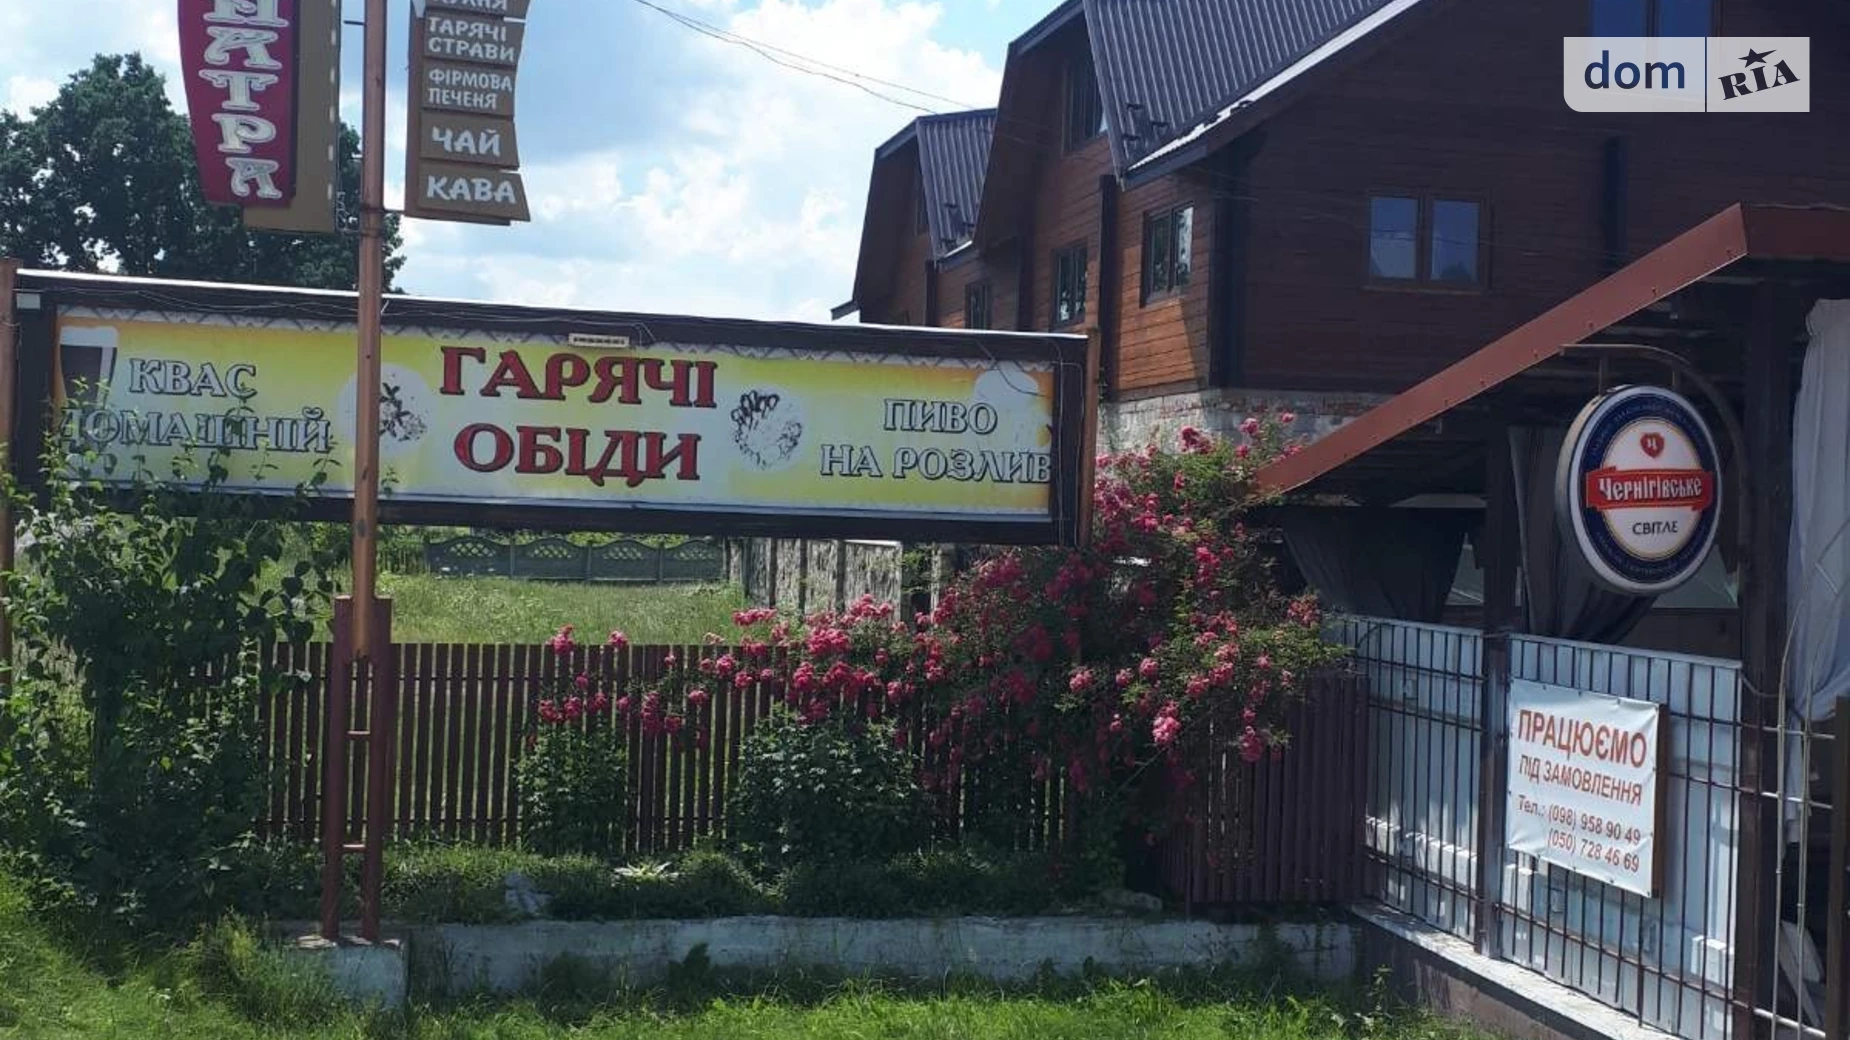 dom RIA
ГАРЯЧІ
СТРАВИ
ФІРМОВА
ПЕЧЕНЯ
ЧАЙ
КАВА
КВАС
ДОМАШНІЙ
ГАРЯЧІ
ОБІДИ
ПИВО
НА РОЗЛИВ
Чернігівське
СВІТЛЕ
ПРАЦЮЄМО
ПІД ЗАМОВЛЕННЯ
Тел.: (098) 958 90 49
(050) 728 46 69